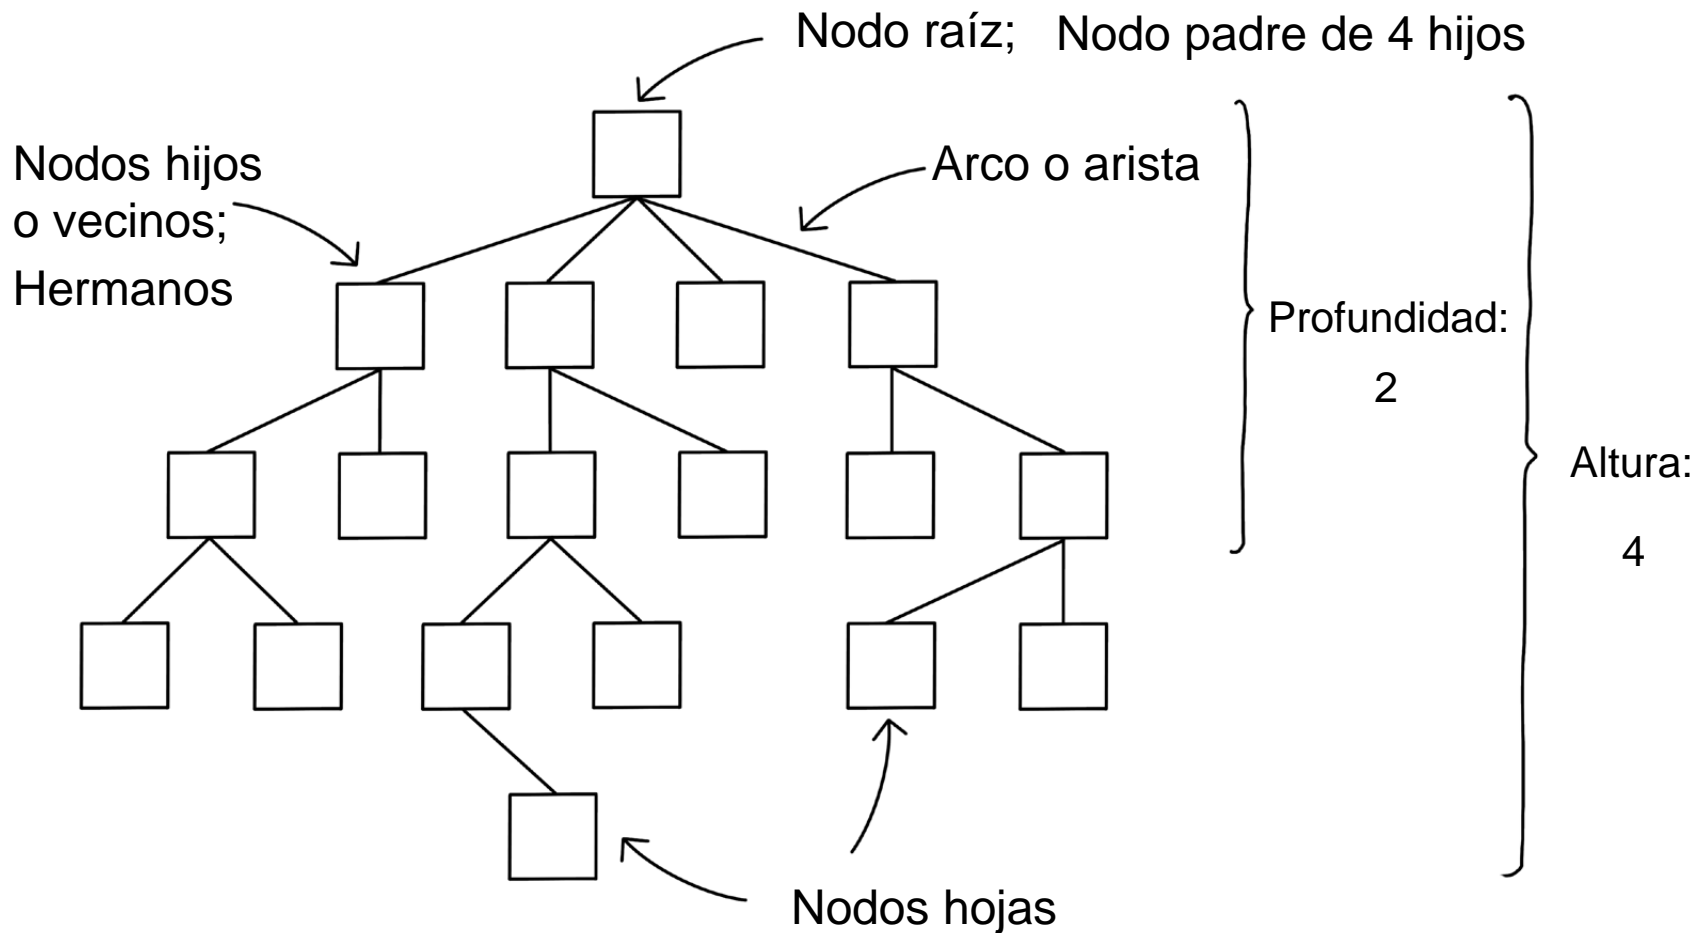 Nodo raíz; Nodo padre de 4 hijos
Nodos hijos
o vecinos;
Hermanos
Arco o arista
Profundidad:
2
Altura:
4
Nodos hojas